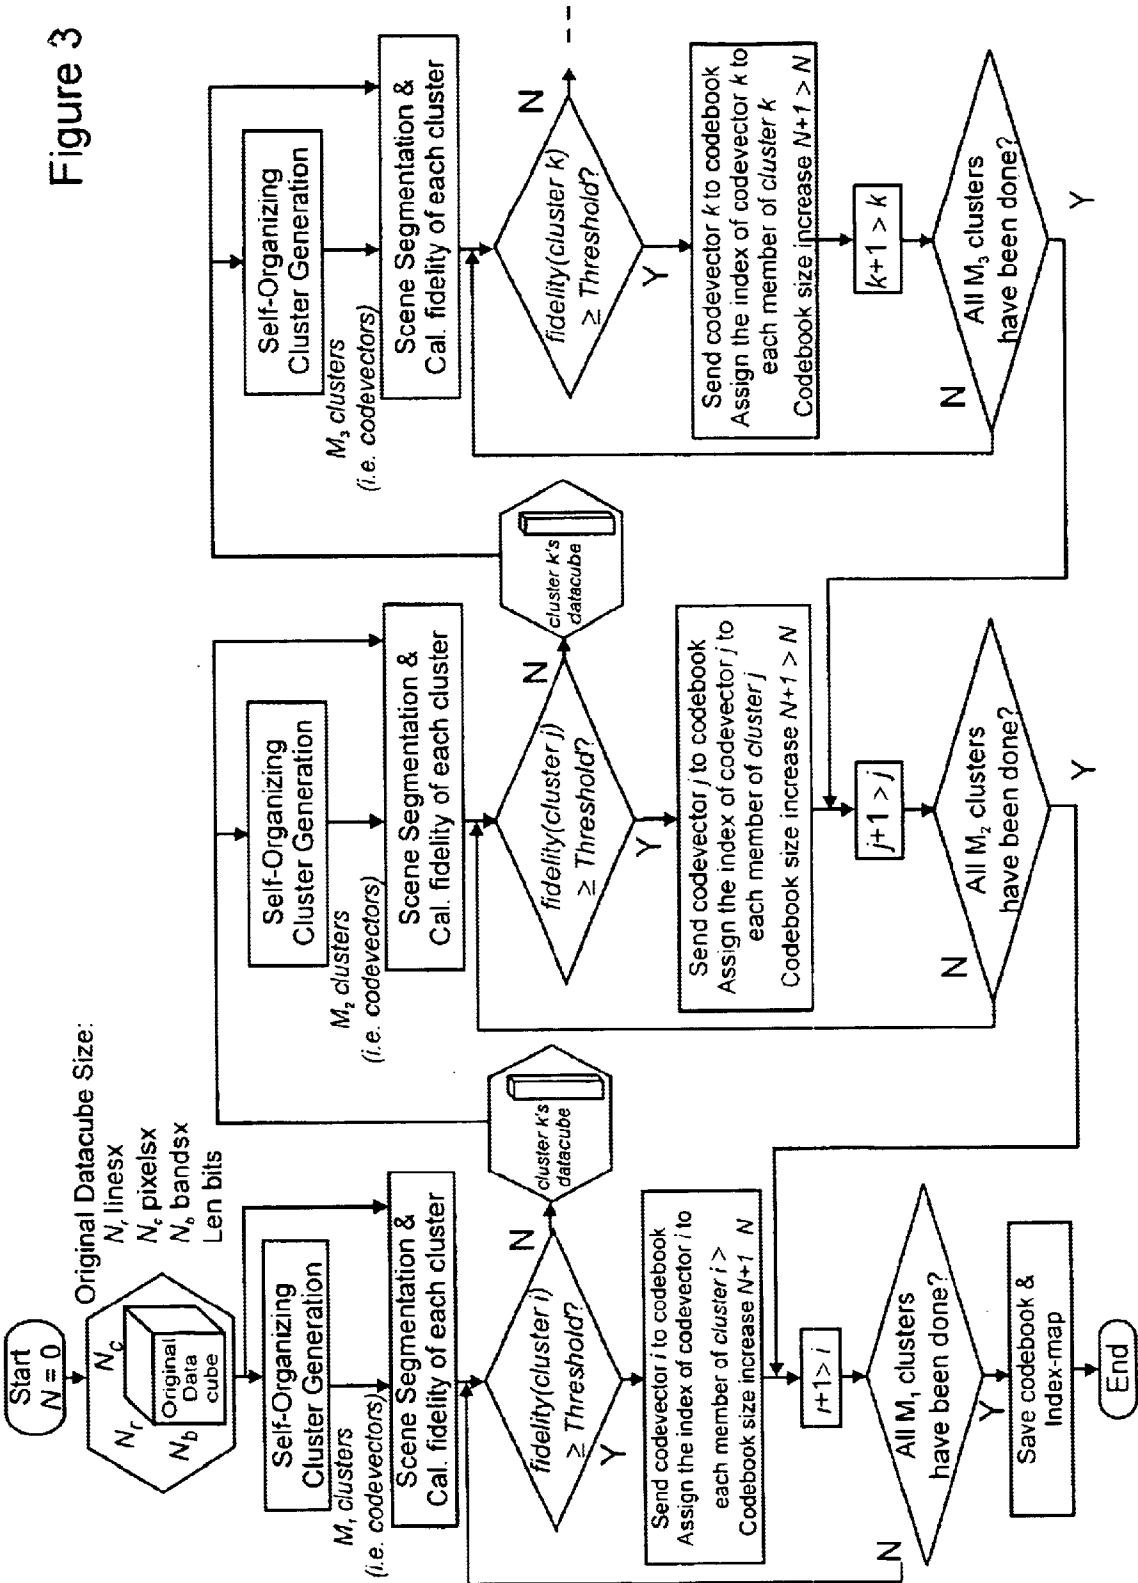 Figure 3
Start
N = 0
N_r
N_c
N_b
Original
Data
cube
Original Datacube Size:
N_r linesx
N_c pixelsx
N_b bandsx
Len bits
Self-Organizing
Cluster Generation
M_1 clusters
(i.e. codevectors)
Scene Segmentation &
Cal. fidelity of each cluster
fidelity(cluster i)
≥ Threshold?
N
Y
cluster k's
datacube
Send codevector i to codebook
Assign the index of codevector i to
each member of cluster i >
Codebook size increase N+1 N
i+1> i
All M, clusters
have been done?
N
Y
Save codebook &
Index-map
End
Self-Organizing
Cluster Generation
M_2 clusters
(i.e. codevectors)
Scene Segmentation &
Cal. fidelity of each cluster
fidelity(cluster j)
≥ Threshold?
N
Y
cluster k's
datacube
Send codevector j to codebook
Assign the index of codevector j to
each member of cluster j
Codebook size increase N+1 > N
j+1 > j
All M_2 clusters
have been done?
N
Y
Self-Organizing
Cluster Generation
M_3 clusters
(i.e. codevectors)
Scene Segmentation &
Cal. fidelity of each cluster
fidelity(cluster k)
≥ Threshold?
N
Y
Send codevector k to codebook
Assign the index of codevector k to
each member of cluster k
Codebook size increase N+1 > N
k+1 > k
All M_3 clusters
have been done?
N
Y